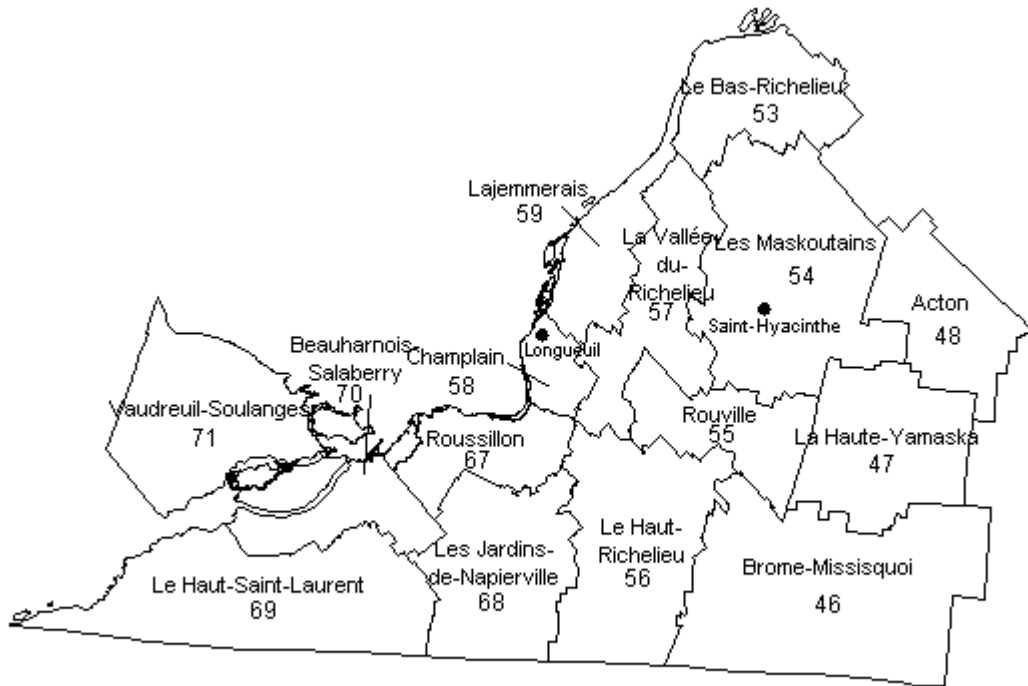 Le Bas-Richelieu
53
Lajemmerais
59
La Vallée-
du-
Richelieu
57
Les Maskoutains
54
Saint-Hyacinthe
Acton
48
Longueuil
Beauharnois-
Salaberry
70
Champlain
58
Vaudreuil-Soulanges
71
Roussillon
67
Rouville
55
La Haute-Yamaska
47
Le Haut-Saint-Laurent
69
Les Jardins-
de-Napierville
68
Le Haut-
Richelieu
56
Brome-Missisquoi
46